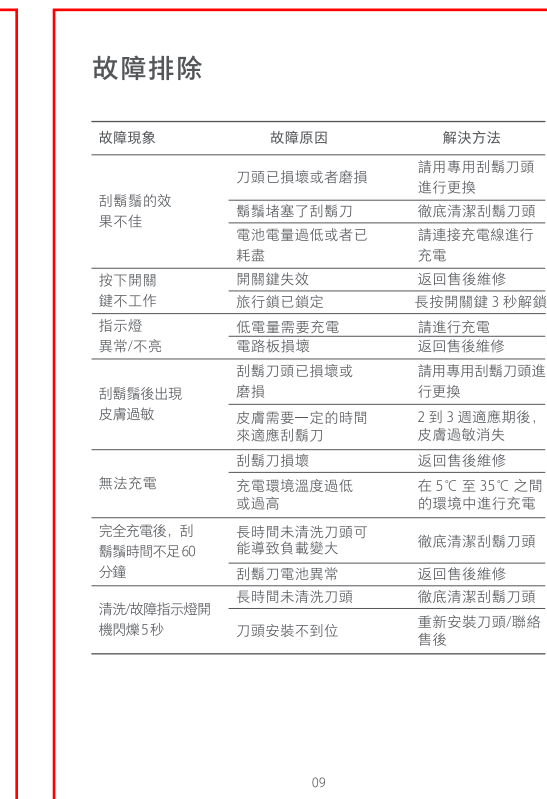 故障排除
故障現象 故障原因 解決方法
刮鬍鬚的效
果不佳
刀頭已損壞或者磨損
請用專用刮鬍刀頭
進行更換
鬍鬚堵塞了刮鬍刀 徹底清潔刮鬍刀頭
電池電量過低或者已
耗盡
請連接充電線進行
充電
按下開關
鍵不工作
開關鍵失效 返回售後維修
旅行鎖已鎖定 長按開關鍵 3 秒解鎖
指示燈
異常/不亮
低電量需要充電 請進行充電
電路板損壞 返回售後維修
刮鬍鬚後出現
皮膚過敏
刮鬍刀頭已損壞或
磨損
請用專用刮鬍刀頭進
行更換
皮膚需要一定的時間
來適應刮鬍刀
2 到 3 週適應期後，
皮膚過敏消失
無法充電
刮鬍刀損壞 返回售後維修
充電環境溫度過低
或過高
在 5℃ 至 35℃ 之間
的環境中進行充電
完全充電後，刮
鬍鬚時間不足60
分鐘
長時間未清洗刀頭可
能導致負載變大
徹底清潔刮鬍刀頭
刮鬍刀電池異常 返回售後維修
清洗/故障指示燈開
機閃爍5秒
長時間未清洗刀頭 徹底清潔刮鬍刀頭
刀頭安裝不到位
重新安裝刀頭/聯絡
售後
09